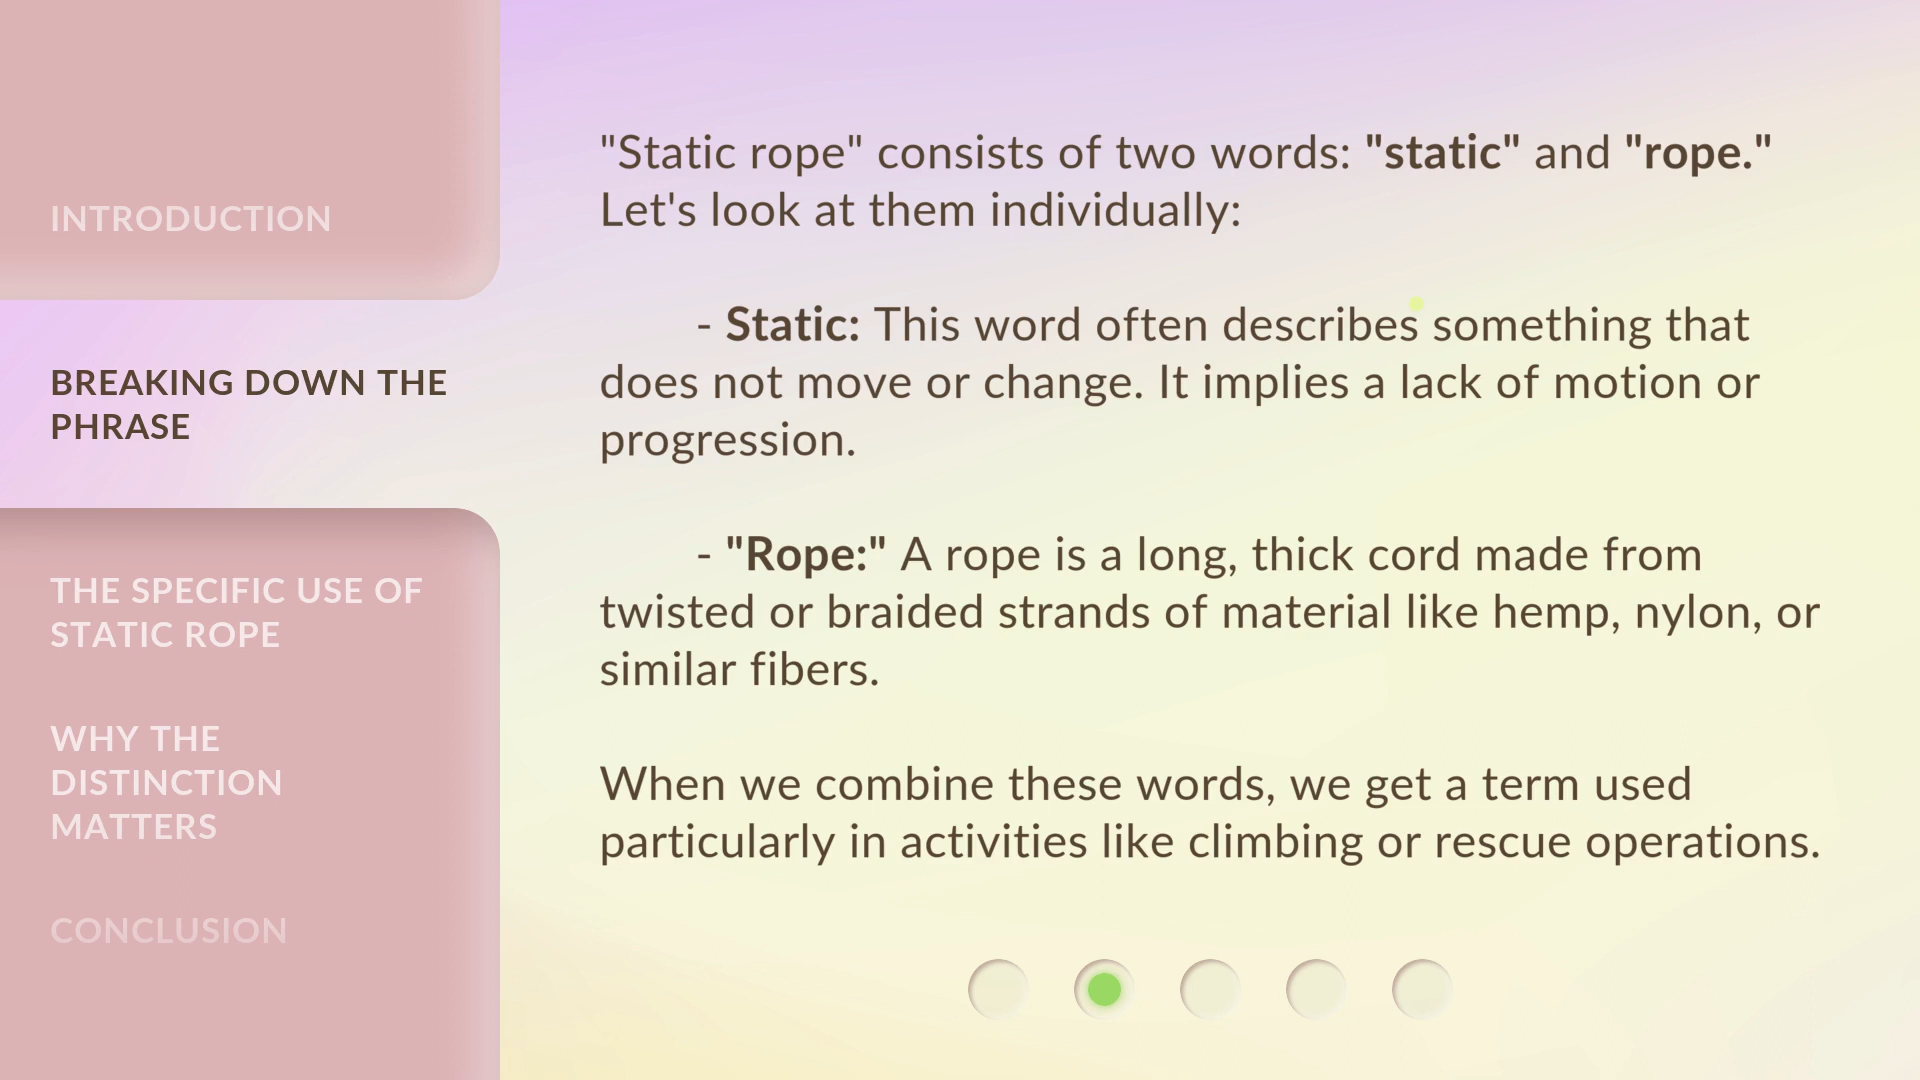 INTRODUCTION
BREAKING DOWN THE
PHRASE
THE SPECIFIC USE OF
STATIC ROPE
WHY THE
DISTINCTION
MATTERS
CONCLUSION
"Static rope" consists of two words: "static" and "rope."
Let's look at them individually:
- Static: This word often describes something that
does not move or change. It implies a lack of motion or
progression.
- "Rope:" A rope is a long, thick cord made from
twisted or braided strands of material like hemp, nylon, or
similar fibers.
When we combine these words, we get a term used
particularly in activities like climbing or rescue operations.